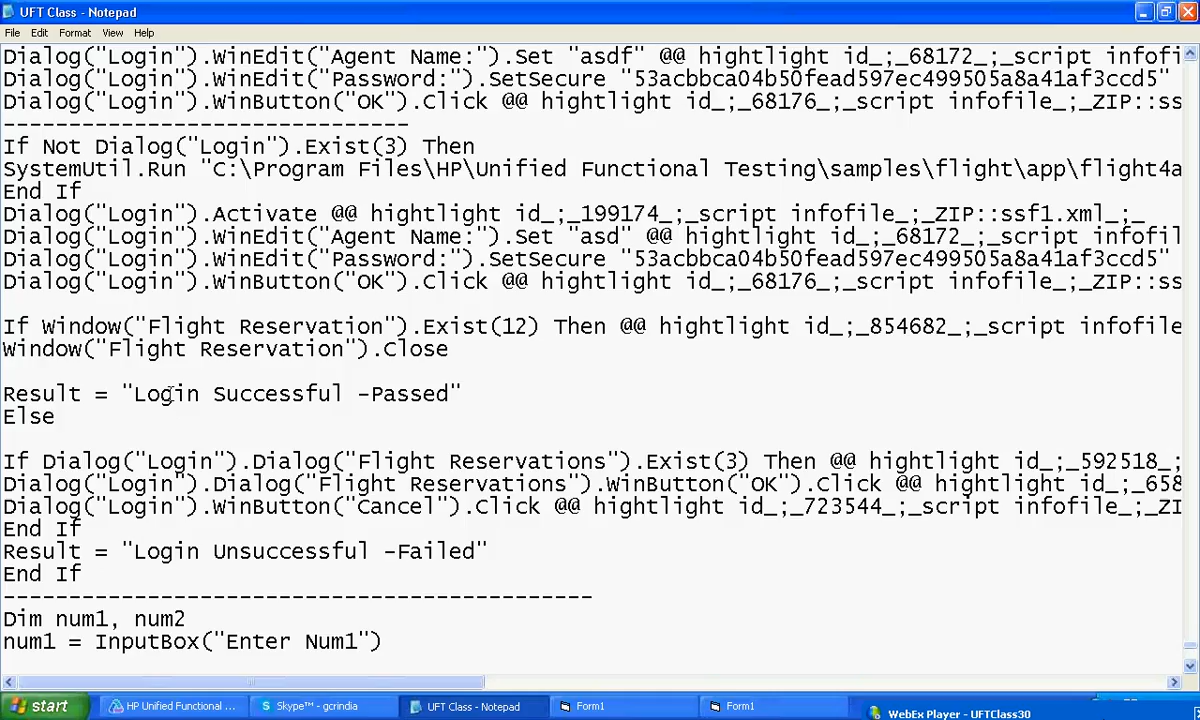 UFT Class - Notepad
File Edit Format View Help
Dialog("Login").WinEdit("Agent Name:").Set "asdf" @@ hightlight id_;_68172_;_script infofi
Dialog("Login").WinEdit("Password:").SetSecure "53acbbca04b50fead597ec499505a8a41af3ccd5"
Dialog("Login").WinButton("OK").Click @@ hightlight id_;_68176_;_script infofile_;_ZIP::ss
-------------------------------
If Not Dialog("Login").Exist(3) Then
SystemUtil.Run "C:\Program Files\HP\Unified Functional Testing\samples\flight\app\flight4a
End If
Dialog("Login").Activate @@ hightlight id_;_199174_;_script infofile_;_ZIP::ssf1.xml_;_
Dialog("Login").WinEdit("Agent Name:").Set "asd" @@ hightlight id_;_68172_;_script infofil
Dialog("Login").WinEdit("Password:").SetSecure "53acbbca04b50fead597ec499505a8a41af3ccd5"
Dialog("Login").WinButton("OK").Click @@ hightlight id_;_68176_;_script infofile_;_ZIP::ss
If Window("Flight Reservation").Exist(12) Then @@ hightlight id_;_854682_;_script infofile
Window("Flight Reservation").Close
Result = "Login Successful -Passed"
Else
If Dialog("Login").Dialog("Flight Reservations").Exist(3) Then @@ hightlight id_;_592518_;
Dialog("Login").Dialog("Flight Reservations").WinButton("OK").Click @@ hightlight id_;_658
Dialog("Login").WinButton("Cancel").Click @@ hightlight id_;_723544_;_script infofile_;_ZI
End If
Result = "Login Unsuccessful -Failed"
End If
---------------------------------------------
Dim num1, num2
num1 = InputBox("Enter Num1")
start HP Unified Functional ... Skype™ - gcrindia UFT Class - Notepad Form1 Form1 WebEx Player - UFTClass30